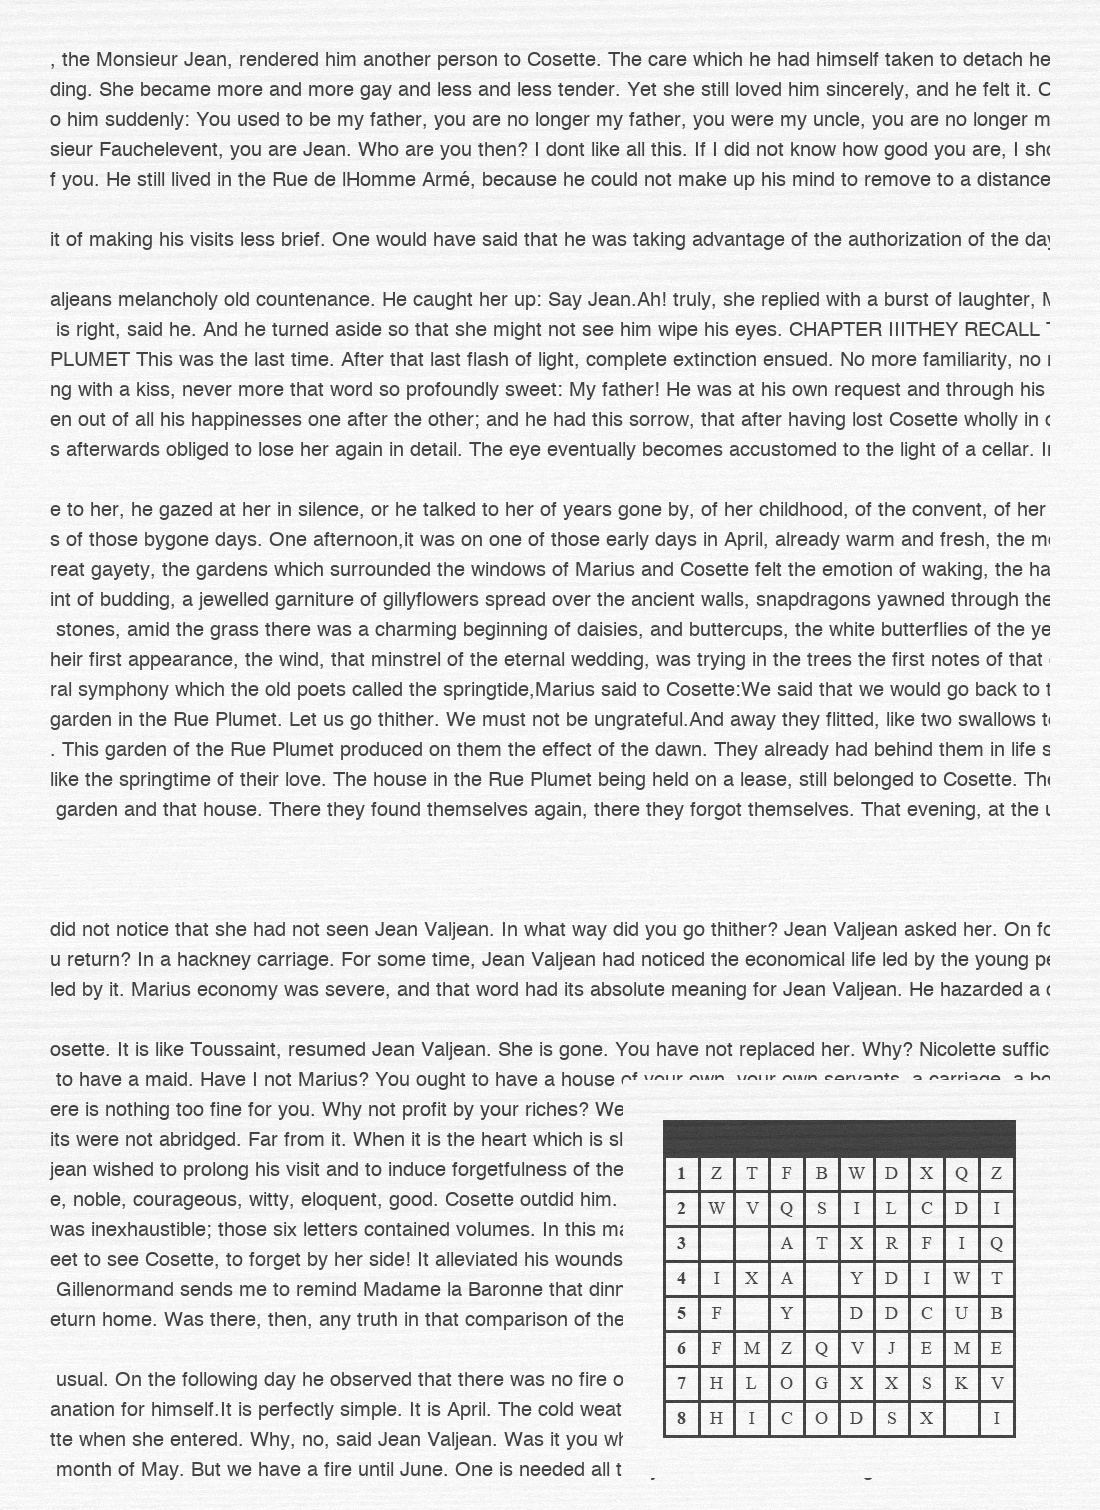 , the Monsieur Jean, rendered him another person to Cosette. The care which he had himself taken to detach he
ding. She became more and more gay and less and less tender. Yet she still loved him sincerely, and he felt it.
o him suddenly: You used to be my father, you are no longer my father, you were my uncle, you are no longer m
sieur Fauchelevent, you are Jean. Who are you then? I dont like all this. If I did not know how good you are, I
f you. He still lived in the Rue de lHomme Armé, because he could not make up his mind to remove to a distance
it of making his visits less brief. One would have said that he was taking advantage of the authorization of the
aljeans melancholy old countenance. He caught her up: Say Jean.Ah! truly, she replied with a burst of laughter,
is right, said he. And he turned aside so that she might not see him wipe his eyes. CHAPTER IIITHEY RECALL
PLUMET This was the last time. After that last flash of light, complete extinction ensued. No more familiarity, no
ng with a kiss, never more that word so profoundly sweet: My father! He was at his own request and through his
en out of all his happinesses one after the other; and he had this sorrow, that after having lost Cosette wholly in
s afterwards obliged to lose her again in detail. The eye eventually becomes accustomed to the light of a cellar.
e to her, he gazed at her in silence, or he talked to her of years gone by, of her childhood, of the convent, of her
s of those bygone days. One afternoon,it was on one of those early days in April, already warm and fresh, the
reat gayety, the gardens which surrounded the windows of Marius and Cosette felt the emotion of waking, the ha
int of budding, a jewelled garniture of gillyflowers spread over the ancient walls, snapdragons yawned through the
stones, amid the grass there was a charming beginning of daisies, and buttercups, the white butterflies of the ye
heir first appearance, the wind, that minstrel of the eternal wedding, was trying in the trees the first notes of that
ral symphony which the old poets called the springtide,Marius said to Cosette:We said that we would go back to
garden in the Rue Plumet. Let us go thither. We must not be ungrateful.And away they flitted, like two swallows
. This garden of the Rue Plumet produced on them the effect of the dawn. They already had behind them in life s
like the springtime of their love. The house in the Rue Plumet being held on a lease, still belonged to Cosette.
garden and that house. There they found themselves again, there they forgot themselves. That evening, at the
did not notice that she had not seen Jean Valjean. In what way did you go thither? Jean Valjean asked her. On
u return? In a hackney carriage. For some time, Jean Valjean had noticed the economical life led by the young
led by it. Marius economy was severe, and that word had its absolute meaning for Jean Valjean. He hazarded a
osette. It is like Toussaint, resumed Jean Valjean. She is gone. You have not replaced her. Why? Nicolette suffic
to have a maid. Have I not Marius? You ought to have a house of your own, your own servants, a carriage, a
ere is nothing too fine for you. Why not profit by your riches? We
its were not abridged. Far from it. When it is the heart which is
jean wished to prolong his visit and to induce forgetfulness of the
e, noble, courageous, witty, eloquent, good. Cosette outdid him.
was inexhaustible; those six letters contained volumes. In this
eet to see Cosette, to forget by her side! It alleviated his wounds
Gillenormand sends me to remind Madame la Baronne that dinn
eturn home. Was there, then, any truth in that comparison of the
usual. On the following day he observed that there was no fire o
anation for himself.It is perfectly simple. It is April. The cold weat
tte when she entered. Why, no, said Jean Valjean. Was it you
month of May. But we have a fire until June. One is needed all
1 Z T F B W D X Q Z
2 W V Q S I L C D I
3 A T X R F I Q
4 I X A Y D I W T
5 F Y D D C U B
6 F M Z Q V J E M E
7 H L O G X X S K V
8 H I C O D S X I